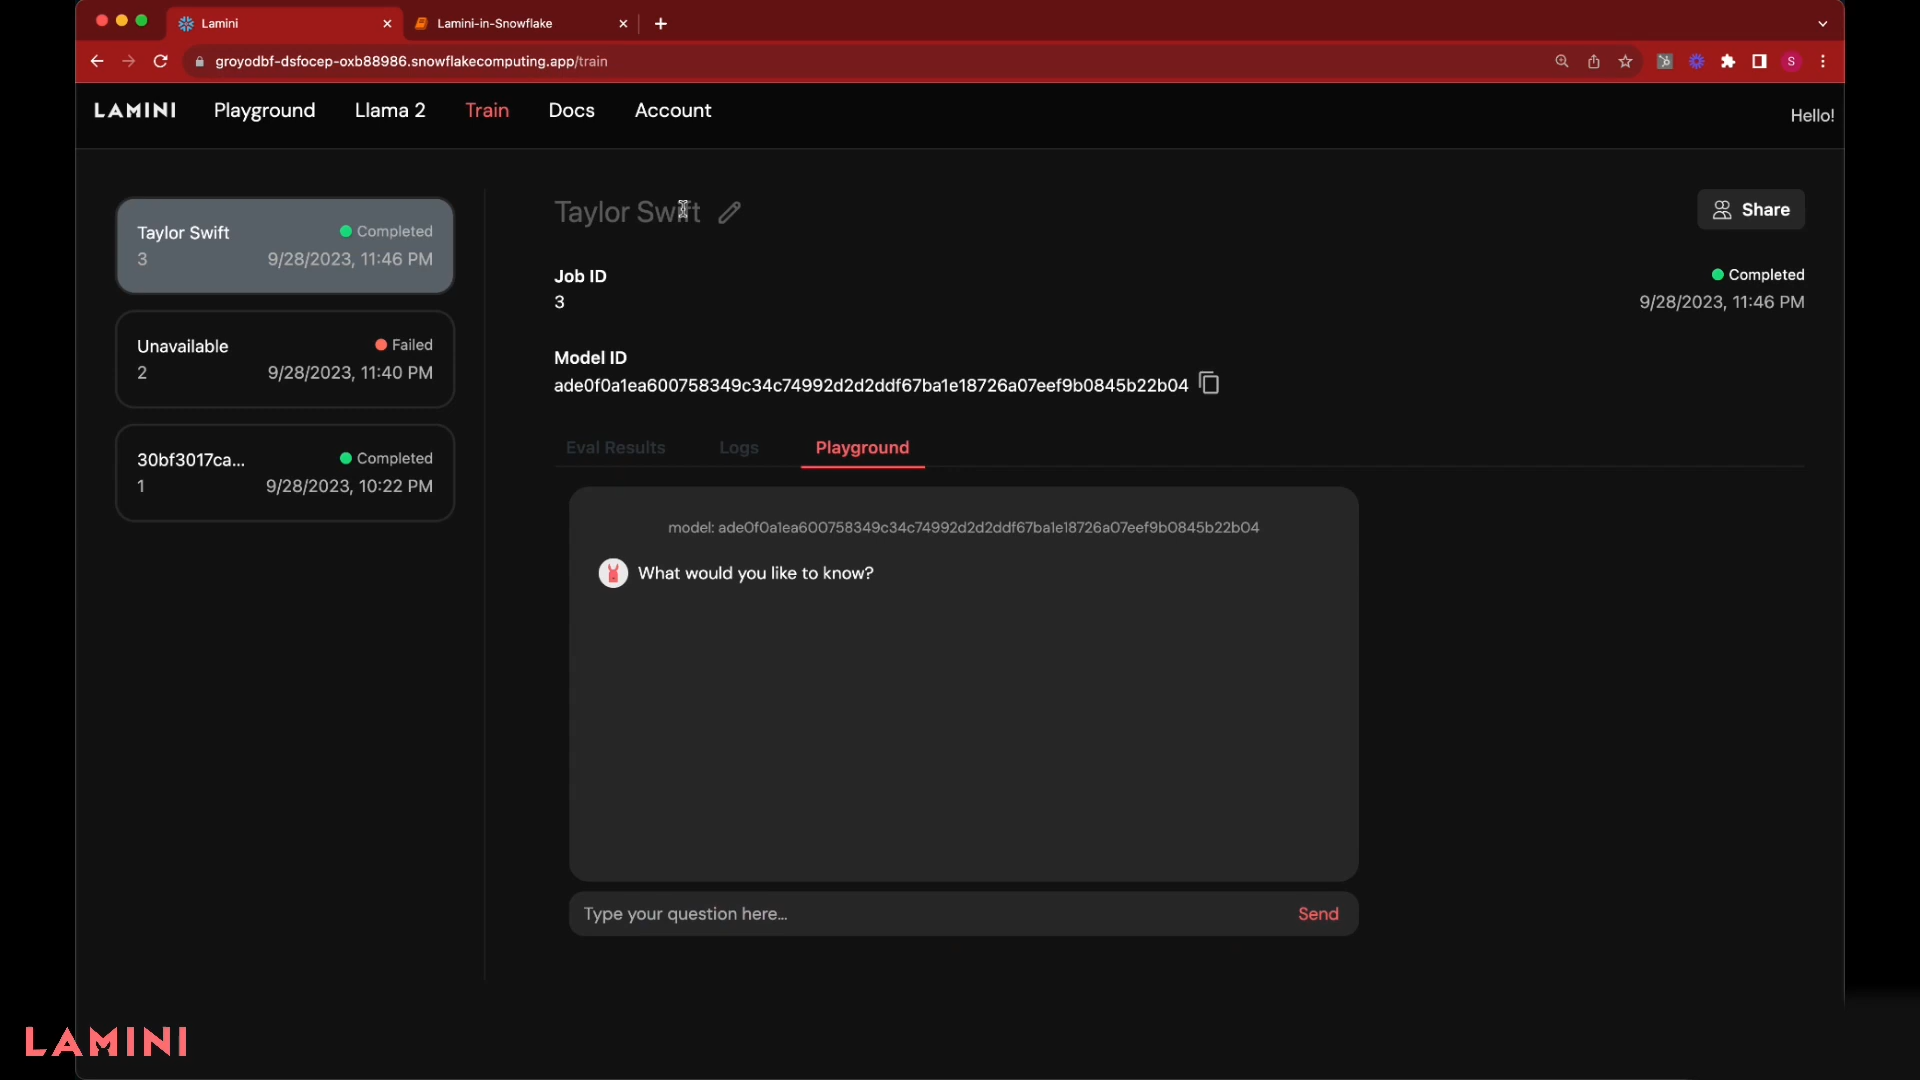 Lamini
Lamini-in-Snowflake
groyodbf-dsfocep-oxb88986.snowflakecomputing.app/train
S
LAMINI
Playground
Llama 2
Train
Docs
Account
Hello!
Taylor Swift
Completed
3
9/28/2023, 11:46 PM
Unavailable
Failed
2
9/28/2023, 11:40 PM
30bf3017ca...
Completed
1
9/28/2023, 10:22 PM
Taylor Swift
Share
Job ID
3
Completed
9/28/2023, 11:46 PM
Model ID
ade0f0a1ea600758349c34c74992d2d2ddf67ba1e18726a07eef9b0845b22b04
Eval Results
Logs
Playground
model: ade0f0a1ea600758349c34c74992d2d2ddf67ba1e18726a07eef9b0845b22b04
What would you like to know?
Type your question here...
Send
LAMINI